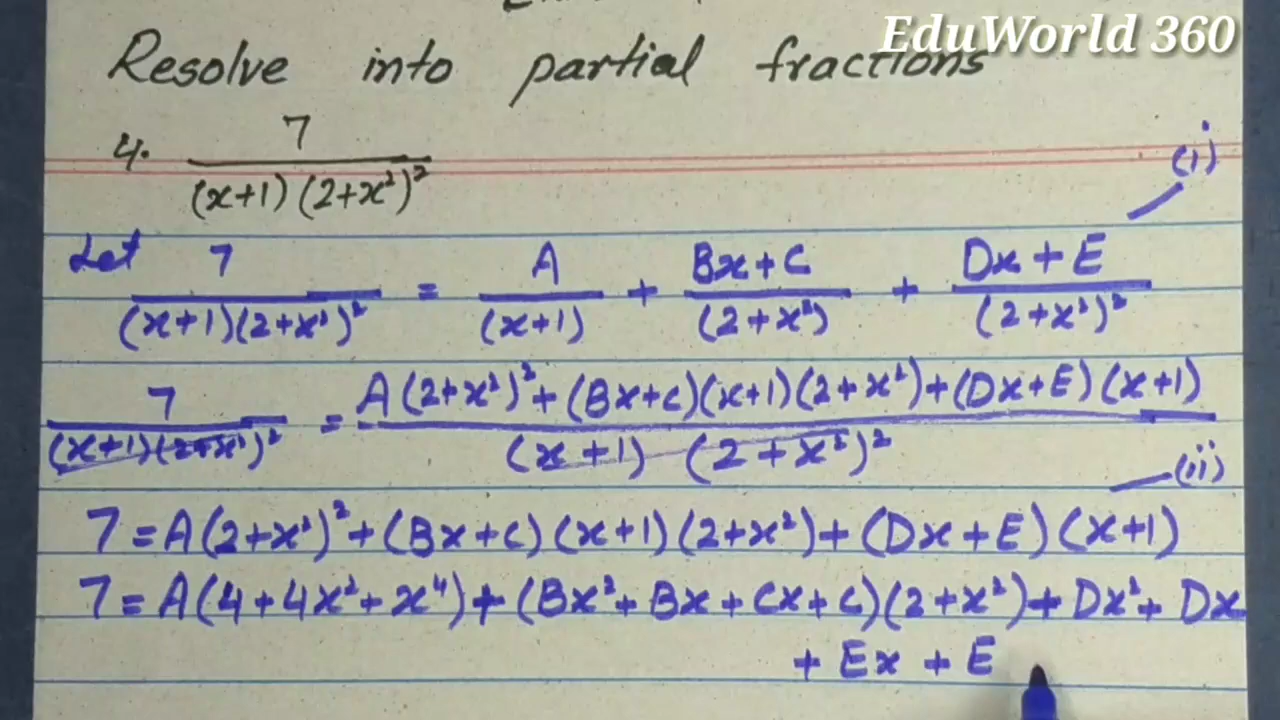 EduWorld 360
Resolve into partial fractions
4. 7 / (x+1)(2+x²)²
(i)
Let 7 / (x+1)(2+x²)² = A / (x+1) + Bx+C / (2+x²) + Dx+E / (2+x²)²
7 / (x+1)(2+x²)² = A(2+x²)²+(Bx+C)(x+1)(2+x²)+(Dx+E)(x+1) / (x+1)(2+x²)²
(ii)
7=A(2+x²)²+(Bx+C)(x+1)(2+x²)+(Dx+E)(x+1)
7=A(4+4x²+x⁴)+(Bx²+Bx+Cx+C)(2+x²)+Dx²+Dx
+Ex+E